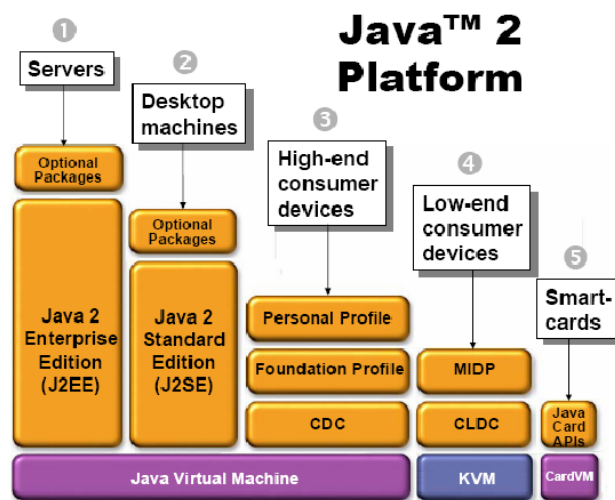 Java™ 2
Platform
1
Servers
2
Desktop
machines
3
High-end
consumer
devices
4
Low-end
consumer
devices
5
Smart-
cards
Optional
Packages
Java 2
Enterprise
Edition
(J2EE)
Optional
Packages
Java 2
Standard
Edition
(J2SE)
Personal Profile
Foundation Profile
CDC
MIDP
CLDC
Java
Card
APIs
Java Virtual Machine
KVM
CardVM